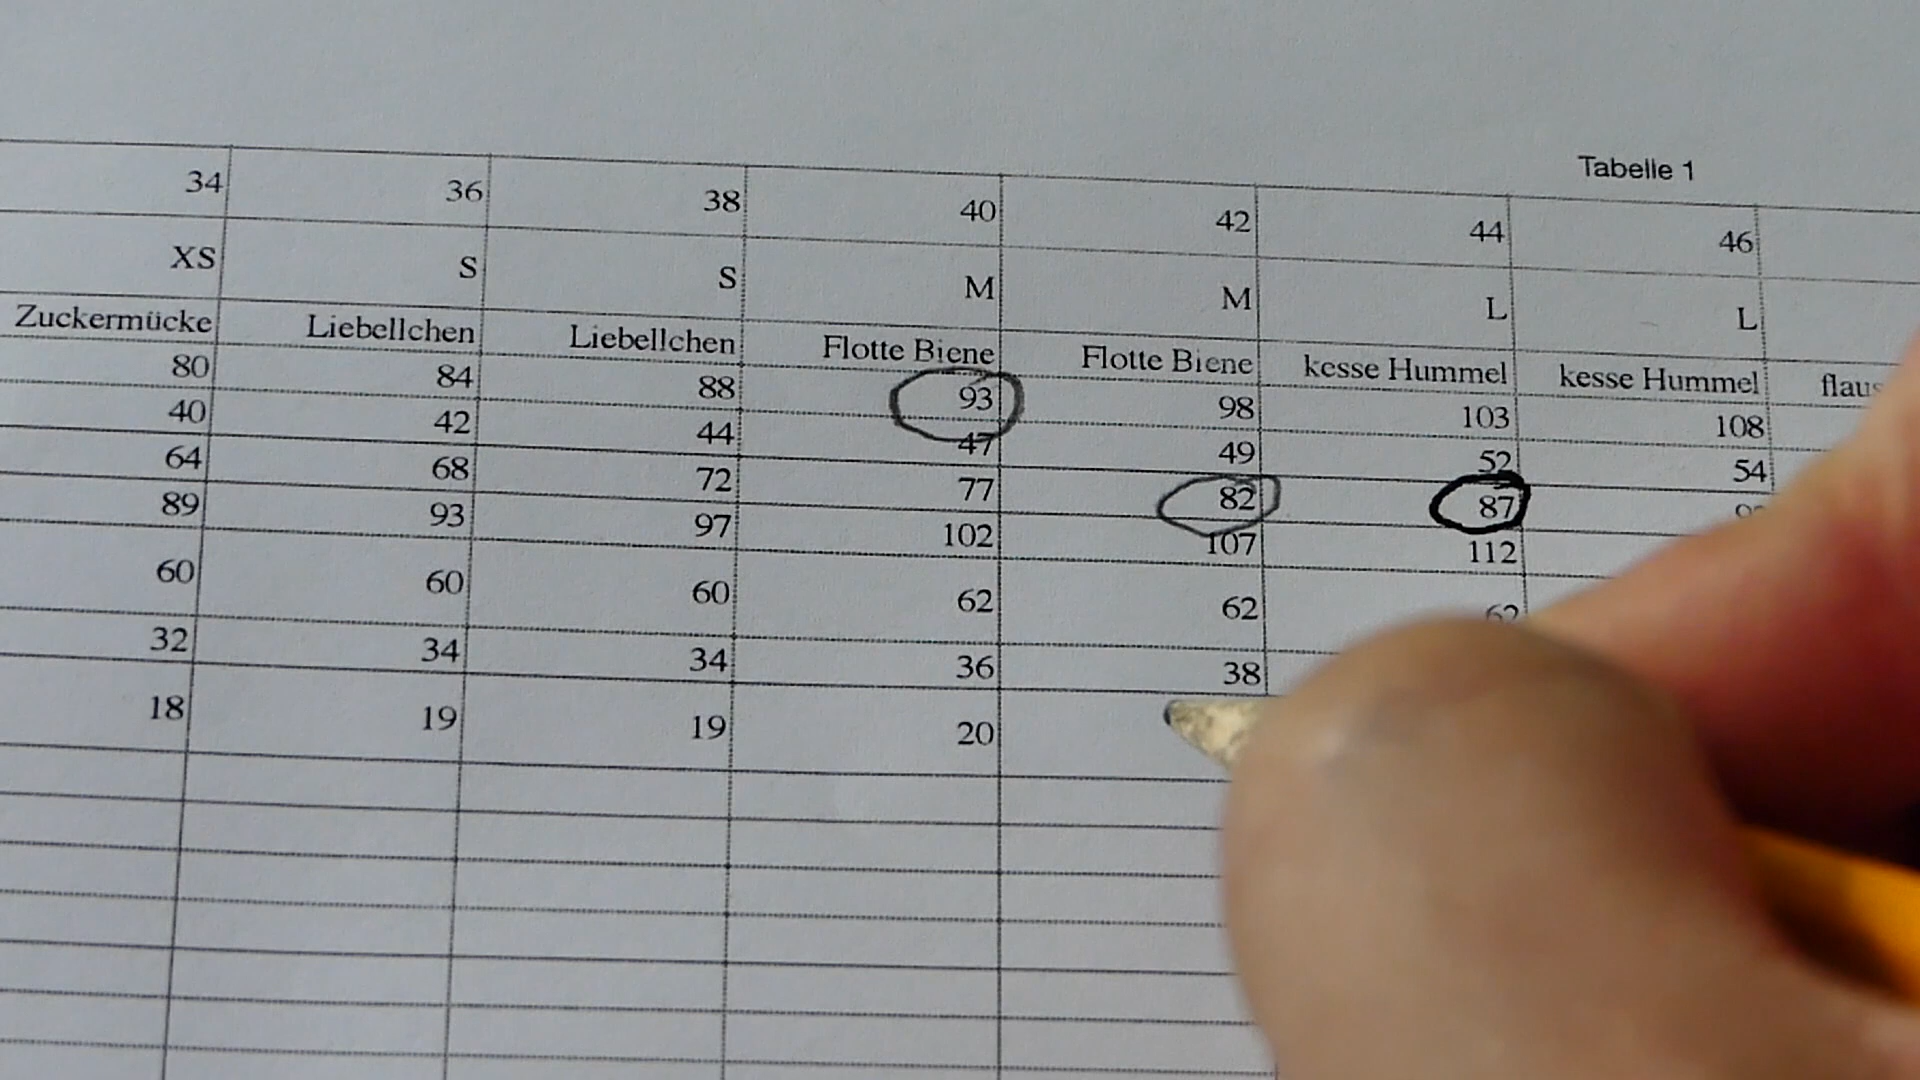 Tabelle 1
34 36 38 40 42 44 46
XS S S M M L L
Zuckermücke Liebellchen Liebellchen Flotte Biene Flotte Biene kesse Hummel kesse Hummel
80 84 88 93 98 103 108
40 42 44 47 49 52 54
64 68 72 77 82 87
89 93 97 102 107 112
60 60 60 62 62 62
32 34 34 36 38
18 19 19 20